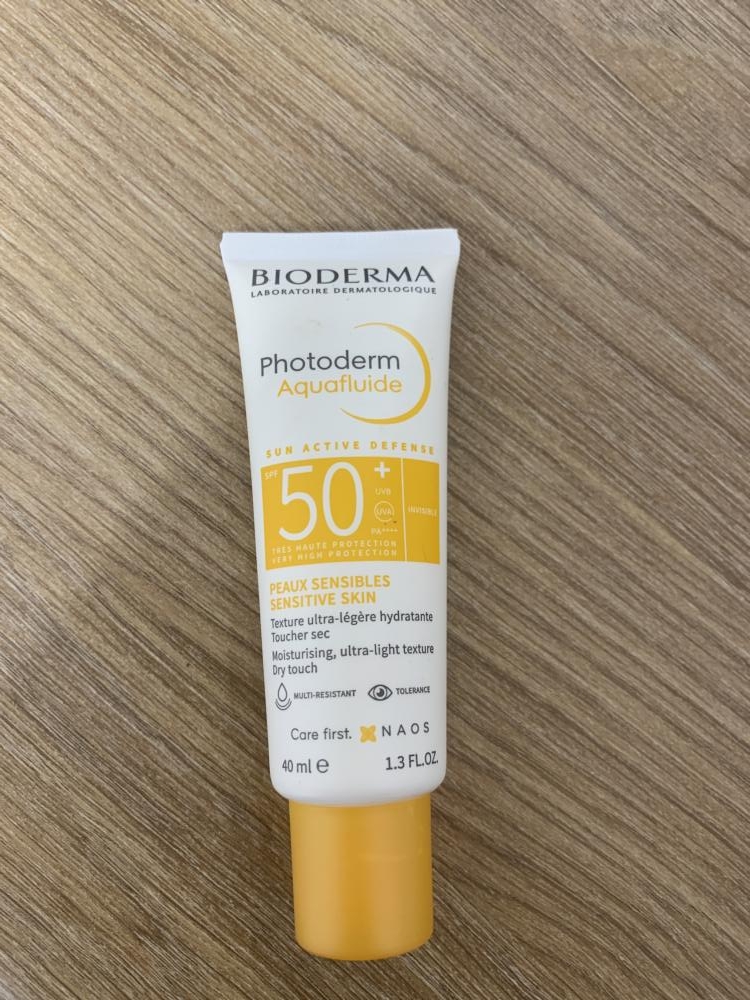 BIODERMA
LABORATOIRE DERMATOLOGIQUE
Photoderm
Aquafluide
SUN ACTIVE DEFENSE
SPF 50+
UVB
UVA
PA++++
INVISIBLE
TRÈS HAUTE PROTECTION
VERY HIGH PROTECTION
PEAUX SENSIBLES
SENSITIVE SKIN
Texture ultra-légère hydratante
Toucher sec
Moisturising, ultra-light texture
Dry touch
MULTI-RESISTANT TOLERANCE
Care first. NAOS
40 ml e 1.3 FL.OZ.